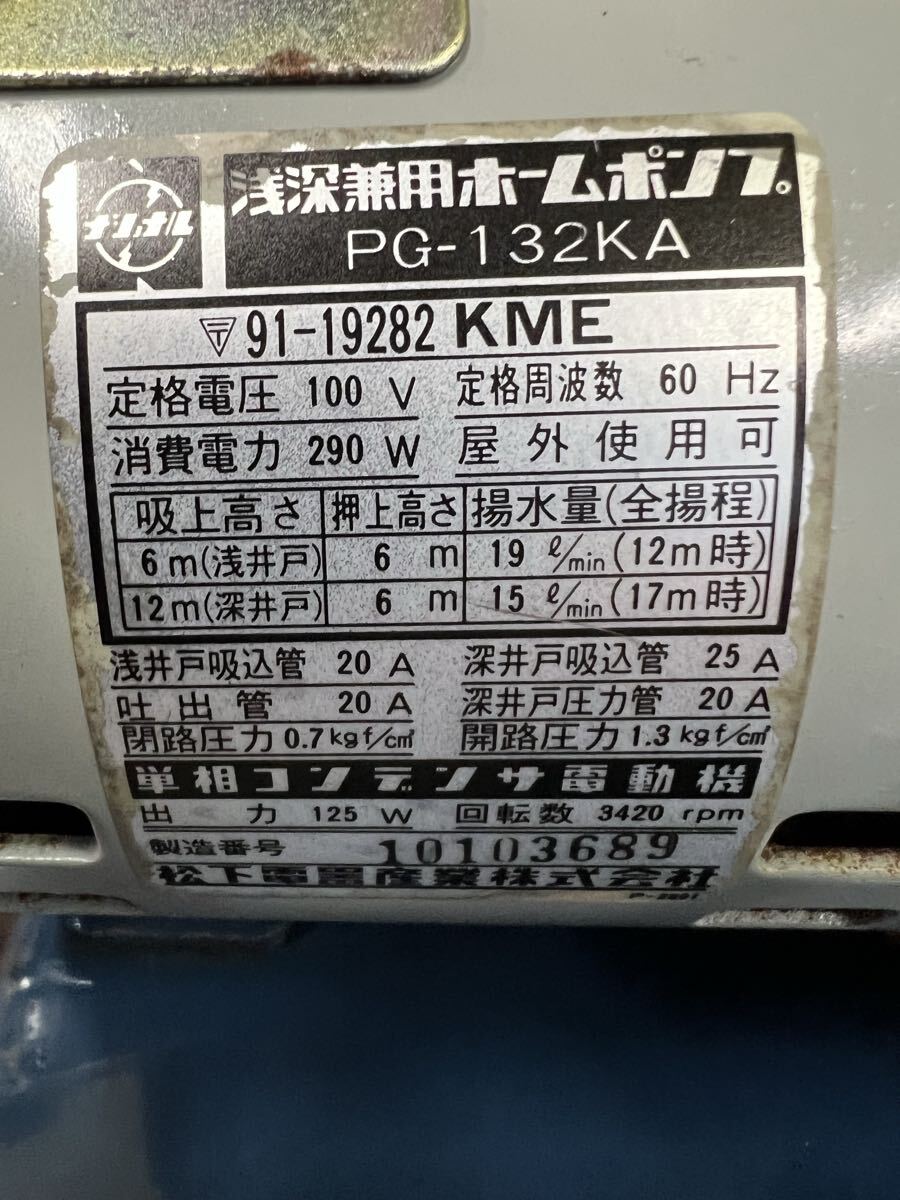 ナショナル
浅深兼用ホームポンプ
PG-132KA
〒91-19282 KME
定格電圧 100 V 定格周波数 60 Hz
消費電力 290 W 屋外使用可
吸上高さ 押上高さ 揚水量(全揚程)
6m(浅井戸) 6 m 19 ℓ/min (12m時)
12m(深井戸) 6 m 15 ℓ/min (17m時)
浅井戸吸込管 20 A 深井戸吸込管 25 A
吐出管 20 A 深井戸圧力管 20 A
閉路圧力 0.7kgf/cm² 開路圧力 1.3kgf/cm²
単相コンデンサ電動機
出力 125 W 回転数 3420 rpm
製造番号 10103689
松下電器産業株式会社